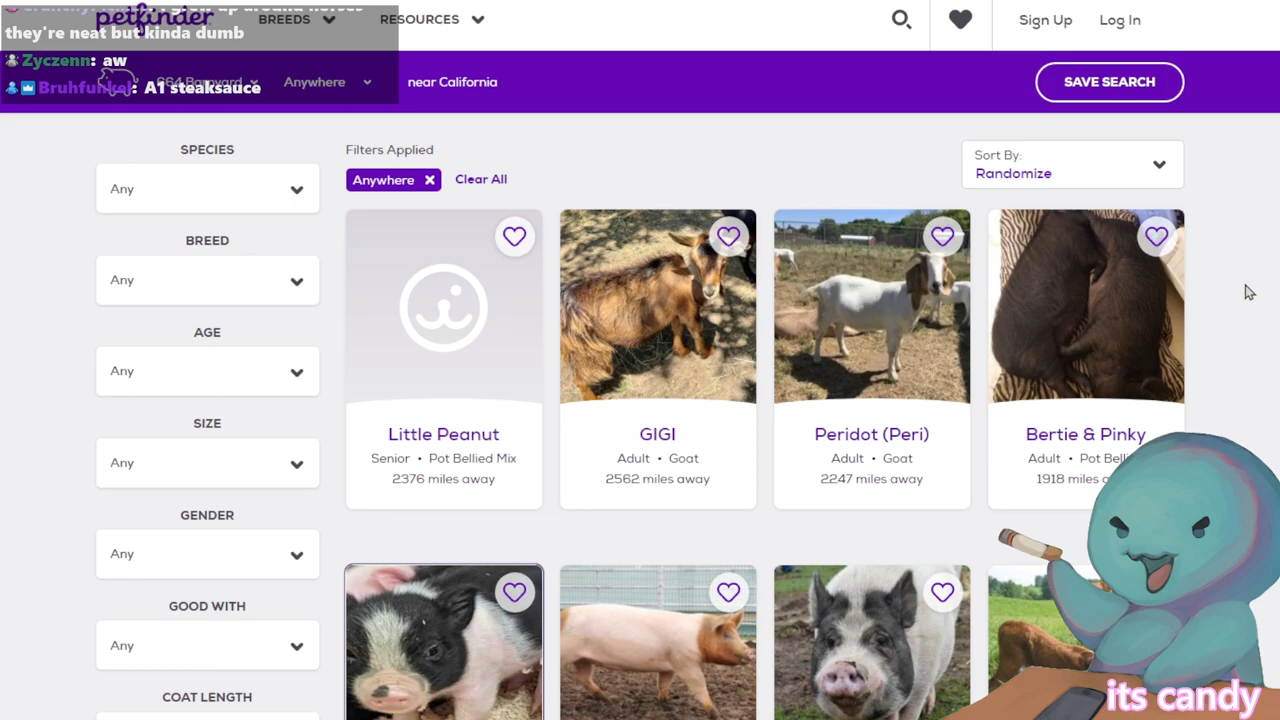 petfinder
BREEDS
RESOURCES
Sign Up
Log In
they're neat but kinda dumb
Zyczenn: aw
Bruhfunkel: A1 steaksauce
664 Barnyard
Anywhere
near California
SAVE SEARCH
SPECIES
Any
BREED
Any
AGE
Any
SIZE
Any
GENDER
Any
GOOD WITH
Any
COAT LENGTH
Filters Applied
Anywhere
Clear All
Sort By:
Randomize
Little Peanut
Senior • Pot Bellied Mix
2376 miles away
GIGI
Adult • Goat
2562 miles away
Peridot (Peri)
Adult • Goat
2247 miles away
Bertie & Pinky
Adult • Pot
1918 miles
its candy